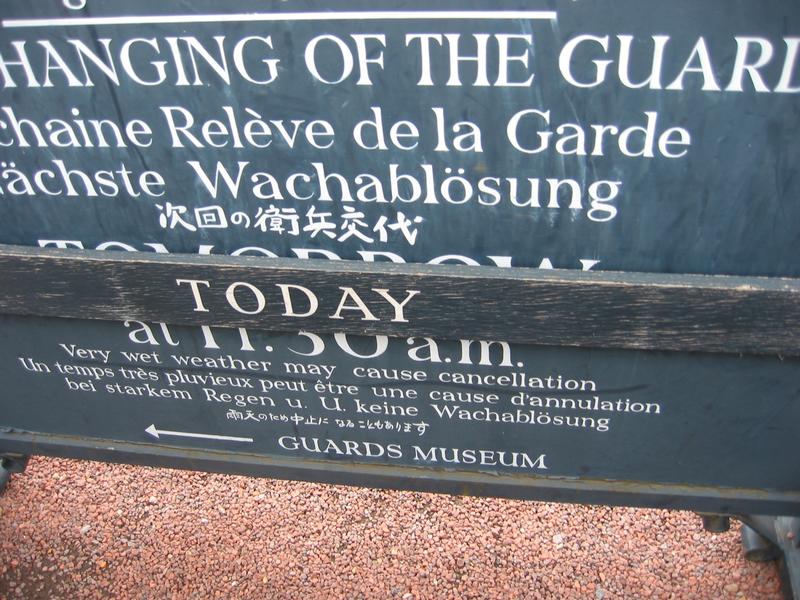 HANGING OF THE GUARD
chaine Relève de la Garde
ächste Wachablösung
次回の衛兵交代
TOMORROW
TODAY
at 11.30 a.m.
Very wet weather may cause cancellation
Un temps très pluvieux peut être une cause d'annulation
bei starkem Regen u. U. keine Wachablösung
雨天のため中止になることもあります
GUARDS MUSEUM